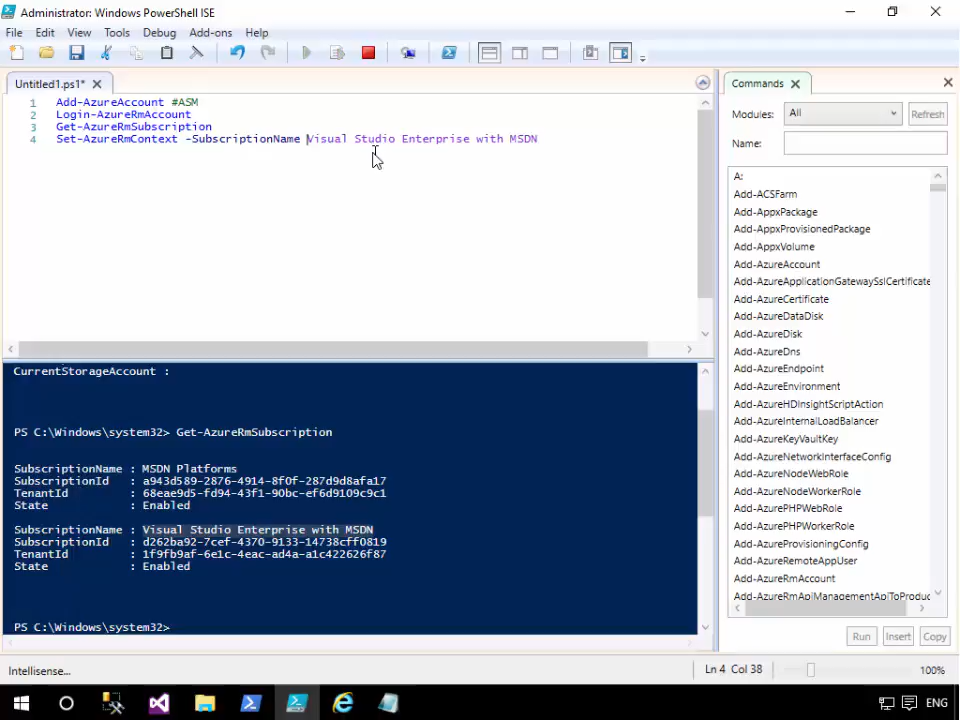 Administrator: Windows PowerShell ISE
File Edit View Tools Debug Add-ons Help
Untitled1.ps1*
1 Add-AzureAccount #ASM
2 Login-AzureRmAccount
3 Get-AzureRmSubscription
4 Set-AzureRmContext -SubscriptionName Visual Studio Enterprise with MSDN
CurrentStorageAccount :
PS C:\Windows\system32> Get-AzureRmSubscription
SubscriptionName : MSDN Platforms
SubscriptionId : a943d589-2876-4914-8f0f-287d9d8afa17
TenantId : 68eae9d5-fd94-43f1-90bc-ef6d9109c9c1
State : Enabled
SubscriptionName : Visual Studio Enterprise with MSDN
SubscriptionId : d262ba92-7cef-4370-9133-14738cff0819
TenantId : 1f9fb9af-6e1c-4eac-ad4a-a1c422626f87
State : Enabled
PS C:\Windows\system32>
Commands
Modules: All Refresh
Name:
A:
Add-ACSFarm
Add-AppxPackage
Add-AppxProvisionedPackage
Add-AppxVolume
Add-AzureAccount
Add-AzureApplicationGatewaySslCertificate
Add-AzureCertificate
Add-AzureDataDisk
Add-AzureDisk
Add-AzureDns
Add-AzureEndpoint
Add-AzureEnvironment
Add-AzureHDInsightScriptAction
Add-AzureInternalLoadBalancer
Add-AzureKeyVaultKey
Add-AzureNetworkInterfaceConfig
Add-AzureNodeWebRole
Add-AzureNodeWorkerRole
Add-AzurePHPWebRole
Add-AzurePHPWorkerRole
Add-AzureProvisioningConfig
Add-AzureRemoteAppUser
Add-AzureRmAccount
Add-AzureRmApiManagementApiToProduc
Run Insert Copy
Intellisense... Ln 4 Col 38 100%
ENG